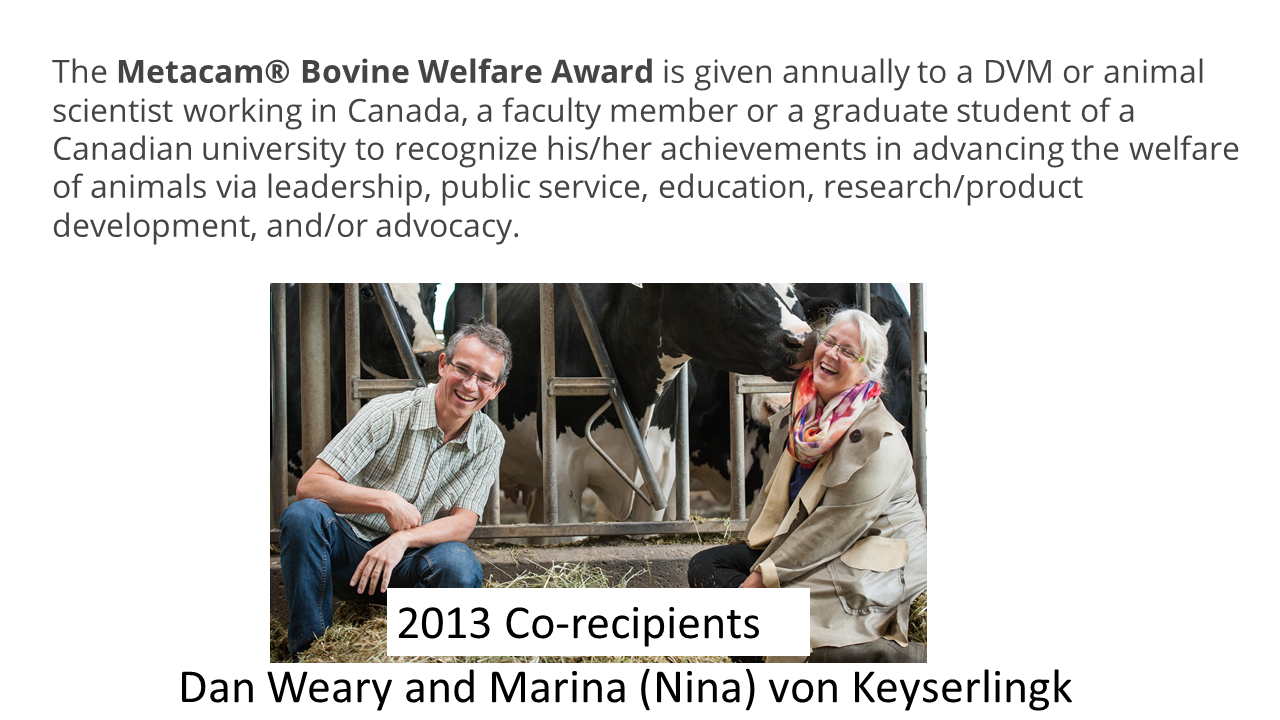 The Metacam® Bovine Welfare Award is given annually to a DVM or animal
scientist working in Canada, a faculty member or a graduate student of a
Canadian university to recognize his/her achievements in advancing the welfare
of animals via leadership, public service, education, research/product
development, and/or advocacy.
2013 Co-recipients
Dan Weary and Marina (Nina) von Keyserlingk